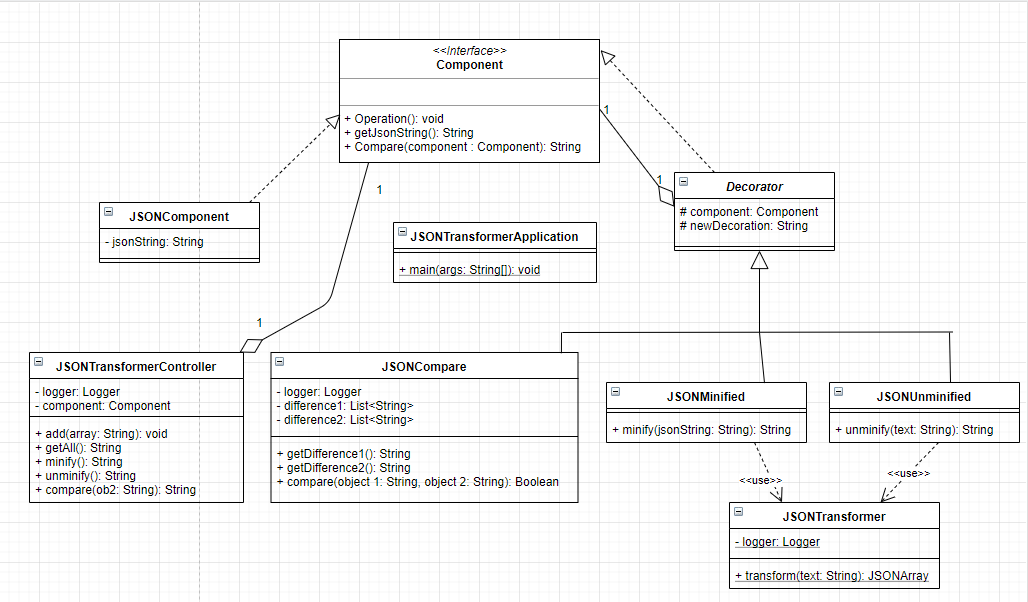 <<Interface>>
Component
+ Operation(): void
+ getJsonString(): String
+ Compare(component : Component): String
1
1
1
1
Decorator
# component: Component
# newDecoration: String
JSONComponent
- jsonString: String
JSONTransformerApplication
+ main(args: String[]): void
JSONTransformerController
- logger: Logger
- component: Component
+ add(array: String): void
+ getAll(): String
+ minify(): String
+ unminify(): String
+ compare(ob2: String): String
JSONCompare
- logger: Logger
- difference1: List<String>
- difference2: List<String>
+ getDifference1(): String
+ getDifference2(): String
+ compare(object 1: String, object 2: String): Boolean
JSONMinified
+ minify(jsonString: String): String
JSONUnminified
+ unminify(text: String): String
<<use>>
<<use>>
JSONTransformer
- logger: Logger
+ transform(text: String): JSONArray